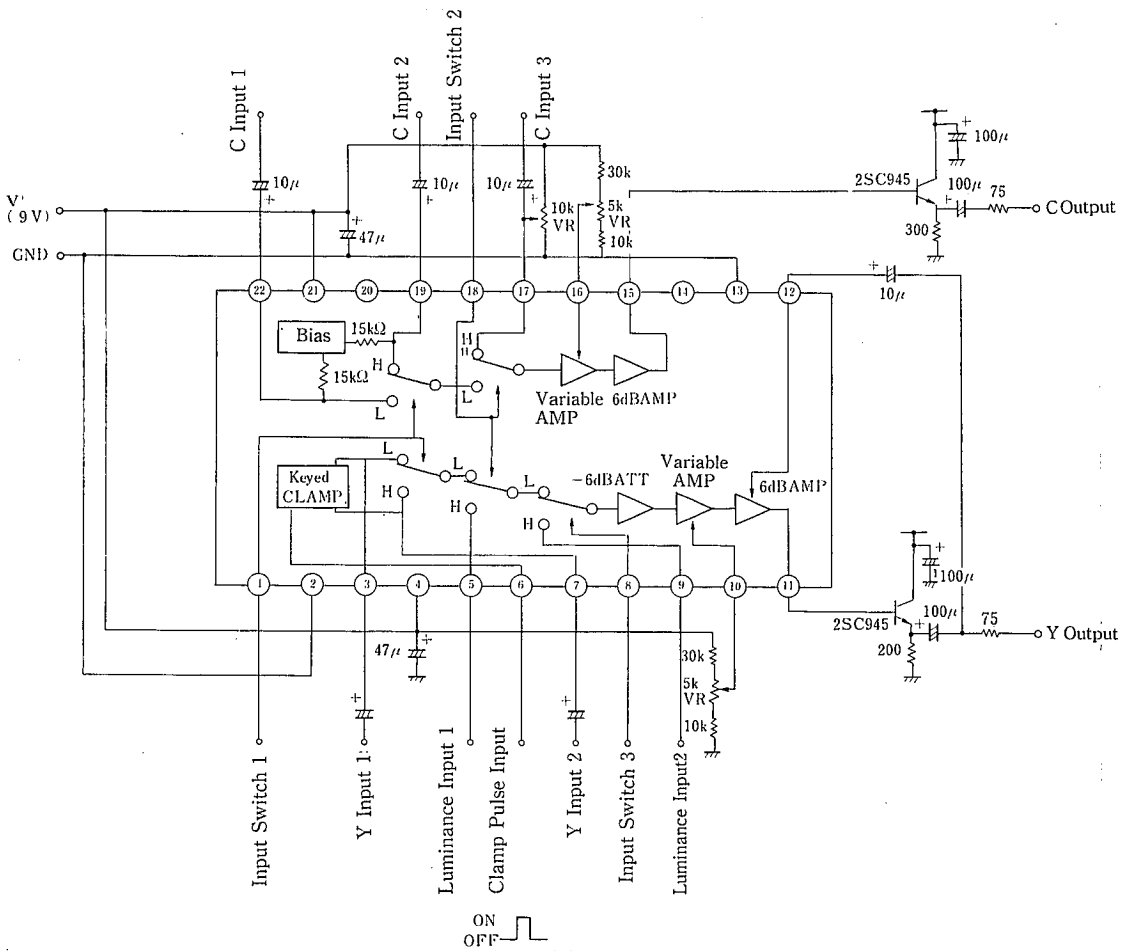 C Input 1
C Input 2
Input Switch 2
C Input 3
10μ
10μ
10μ
30k
10k
VR
5k
VR
10k
47μ
V⁺
(9V)
GND
100μ
2SC945
100μ
75
C Output
300
10μ
22
21
20
19
18
17
16
15
14
13
12
Bias
15kΩ
15kΩ
H
L
H
L
Variable
AMP
6dBAMP
Keyed
CLAMP
L
H
L
H
L
H
-6dBATT
Variable
AMP
6dBAMP
1
2
3
4
5
6
7
8
9
10
11
100μ
2SC945
100μ
75
Y Output
200
47μ
30k
5k
VR
10k
Input Switch 1
Y Input 1
Luminance Input 1
Clamp Pulse Input
Y Input 2
Input Switch 3
Luminance Input2
ON
OFF